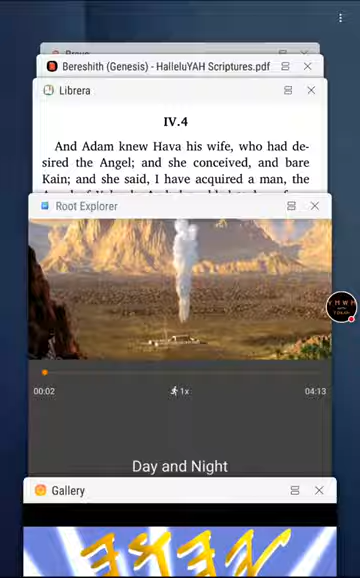 Brave
Bereshith (Genesis) - HalleluYAH Scriptures.pdf
Librera
IV.4
And Adam knew Hava his wife, who had de-
sired the Angel; and she conceived, and bare
Kain; and she said, I have acquired a man, the
Root Explorer
00:02
1x
04:13
Day and Night
Gallery
𐤉𐤄𐤅𐤄